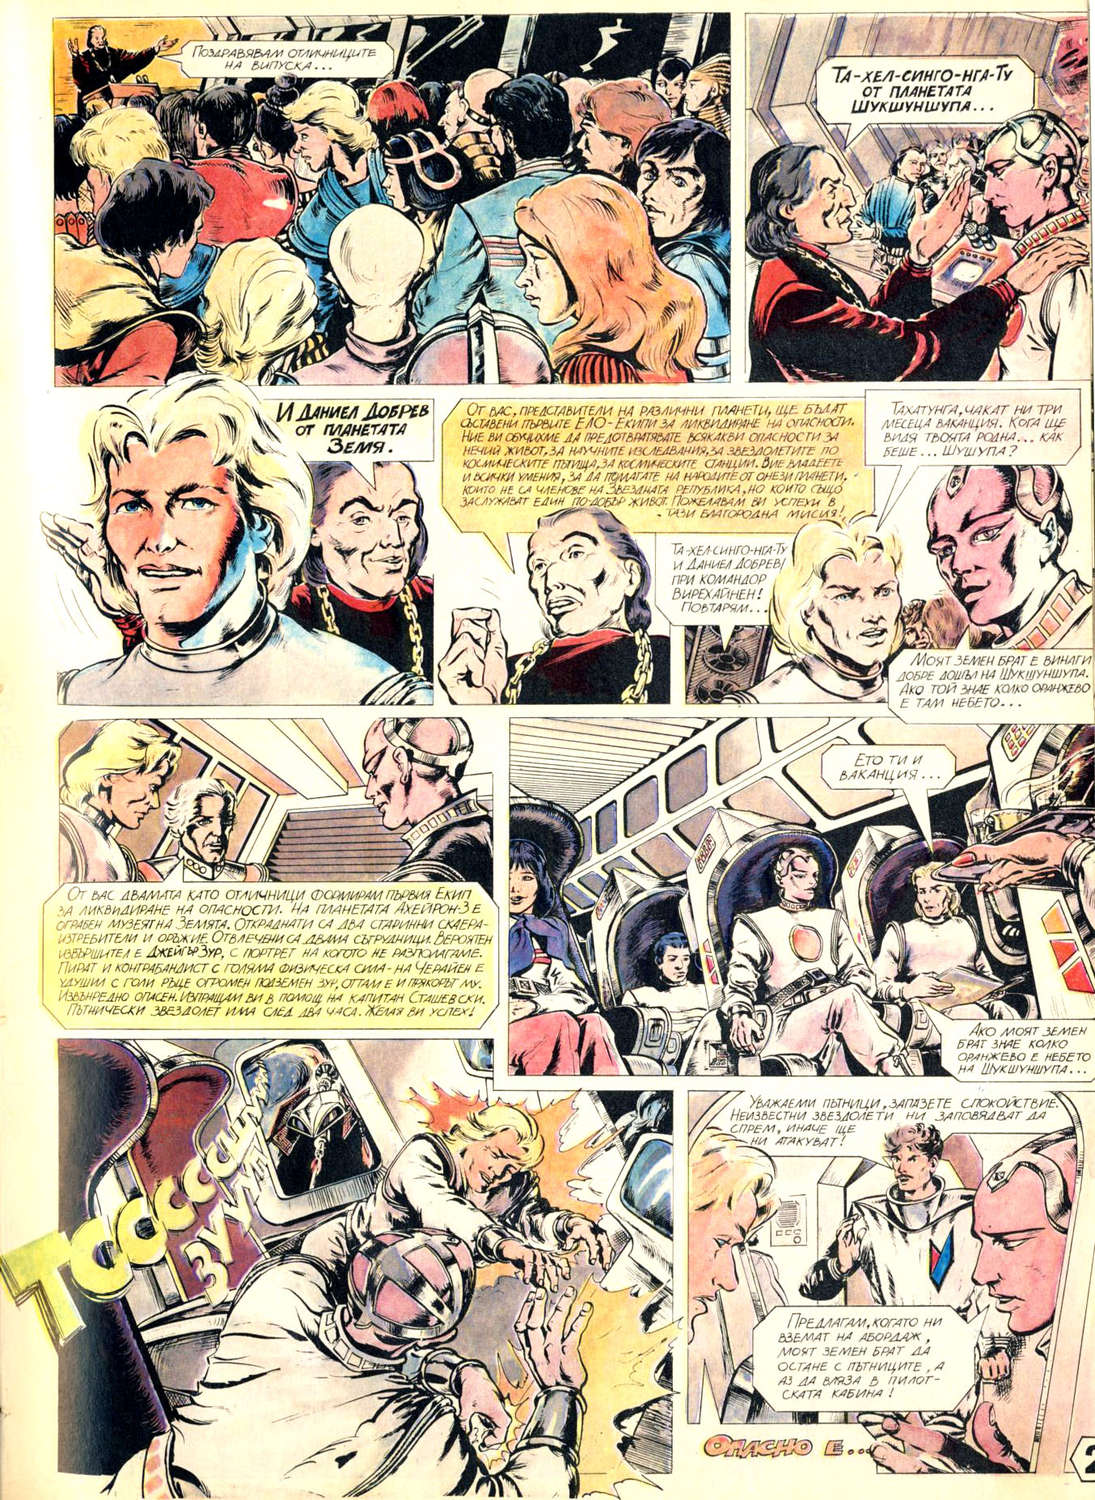 Поздравявам отличниците
на випуска...
Та-хел-синго-нга-Ту
от планетата
Шукшуншупа...
И Даниел Добрев
от планетата
Земя.
От вас, представители на различни планети, ще бъдат
съставени първите ЕЛО-Екипи за ликвидиране на опасности.
Ние ви обучихме да предотвратявате всякакви опасности за
нечий живот, за научните изследвания, за звездолетите по
космическите пътища, за космическите станции. Вие владеете
и всички умения, за да помагате на народите от онези планети,
които не са членове на Звездната република, но които също
заслужават един по-добър живот. Пожелавам ви успехи в
тази благородна мисия!
Тахатунга, чакат ни три
месеца ваканция. Кога ще
видя твоята родна... как
беше... Шушупа?
Та-хел-синго-нга-Ту
и Даниел Добрев
при командор
Вирехайнен!
Повтарям...
Моят земен брат е винаги
добре дошъл на Шукшуншупа.
Ако той знае колко оранжево
е там небето...
От вас двамата като отличници формирам първия Екип
за ликвидиране на опасности. На планетата Ахейрон-3 е
ограбен музеят на Земята. Откраднати са два старинни скаера-
изтребители и оръжие. Отвлечени са двама сътрудници. Вероятен
извършител е Джейгър Зур, с портрет на когото не разполагаме.
Пират и контрабандист с голяма физическа сила - на Черайен е
удушил с голи ръце огромен подземен зур, оттам е и прякорът му.
Извънредно опасен. Изпращам ви в помощ на капитан Сташевски.
Пътнически звездолет има след два часа. Желая ви успех!
Ето ти и
ваканция...
Ако моят земен
брат знае колко
оранжево е небето
на Шукшуншупа...
Уважаеми пътници, запазете спокойствие.
Неизвестни звездолети ни заповядват да
спрем, иначе ще
ни атакуват!
Предлагам, когато ни
вземат на абордаж,
моят земен брат да
остане с пътниците, а
аз да вляза в пилот-
ската кабина!
Опасно е...
2